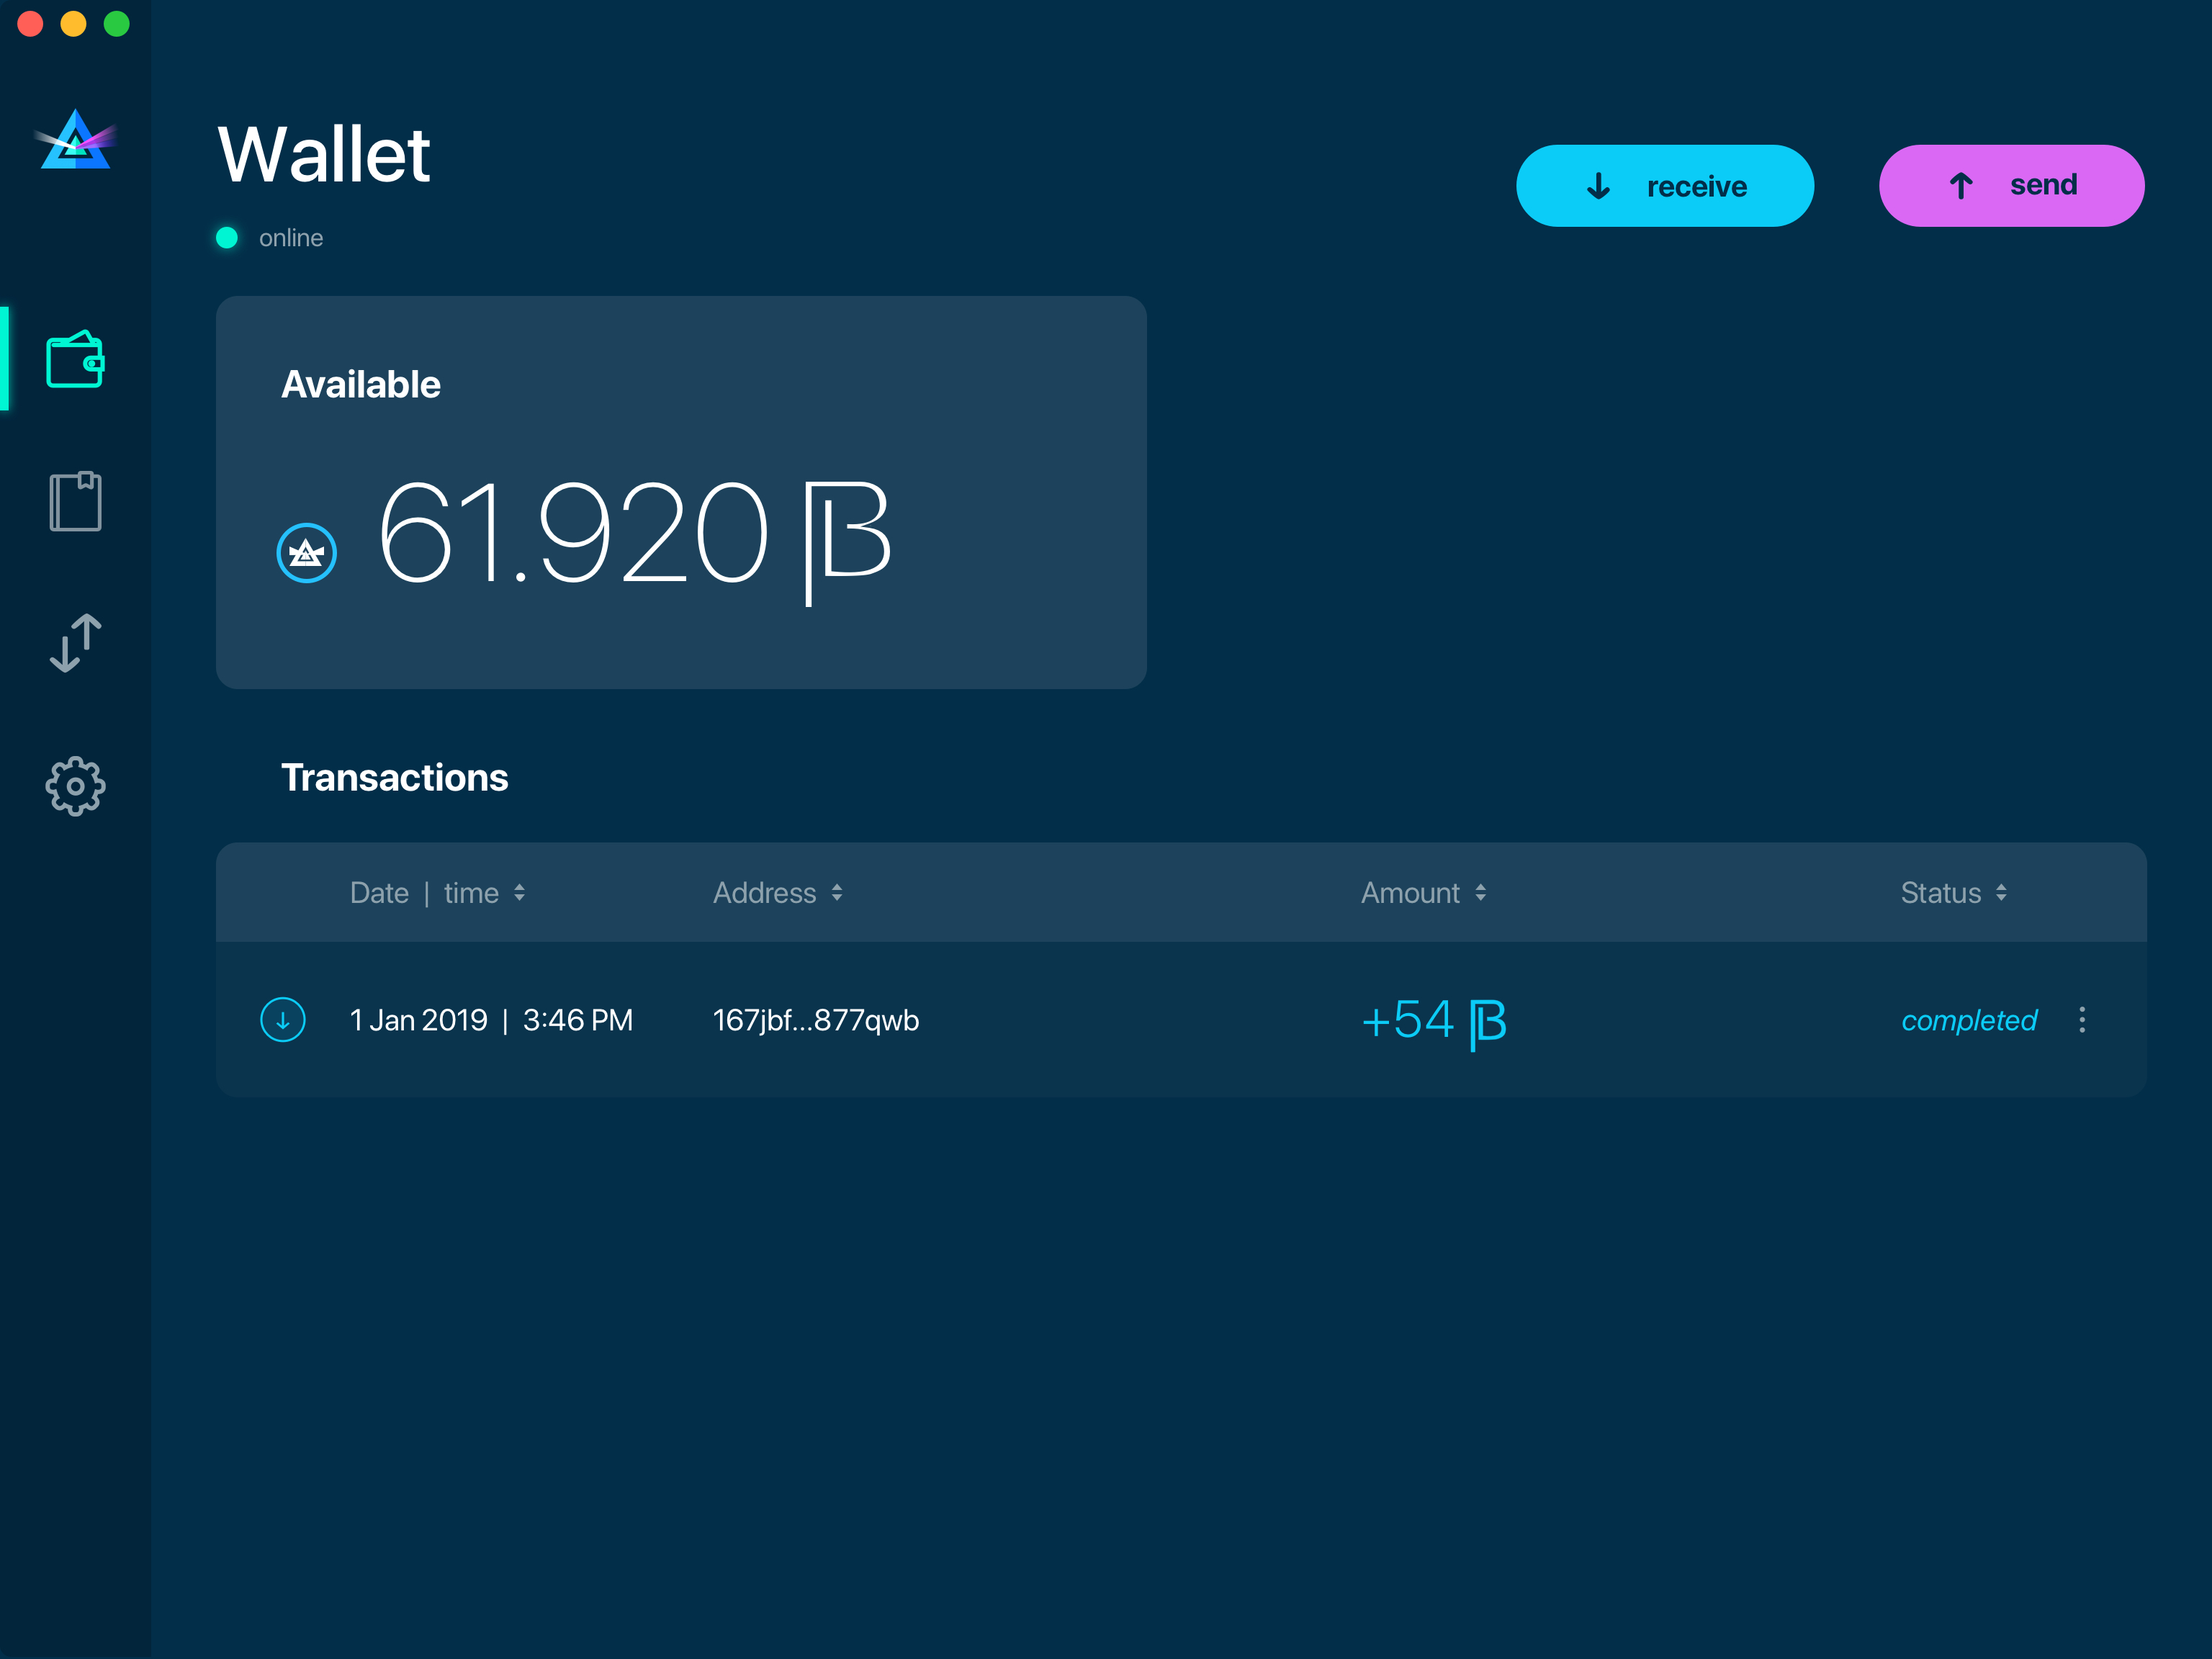 Wallet
receive
send
online
Available
61.920
Transactions
Date | time
Address
Amount
Status
1 Jan 2019 | 3:46 PM
167jbf...877qwb
+54
completed